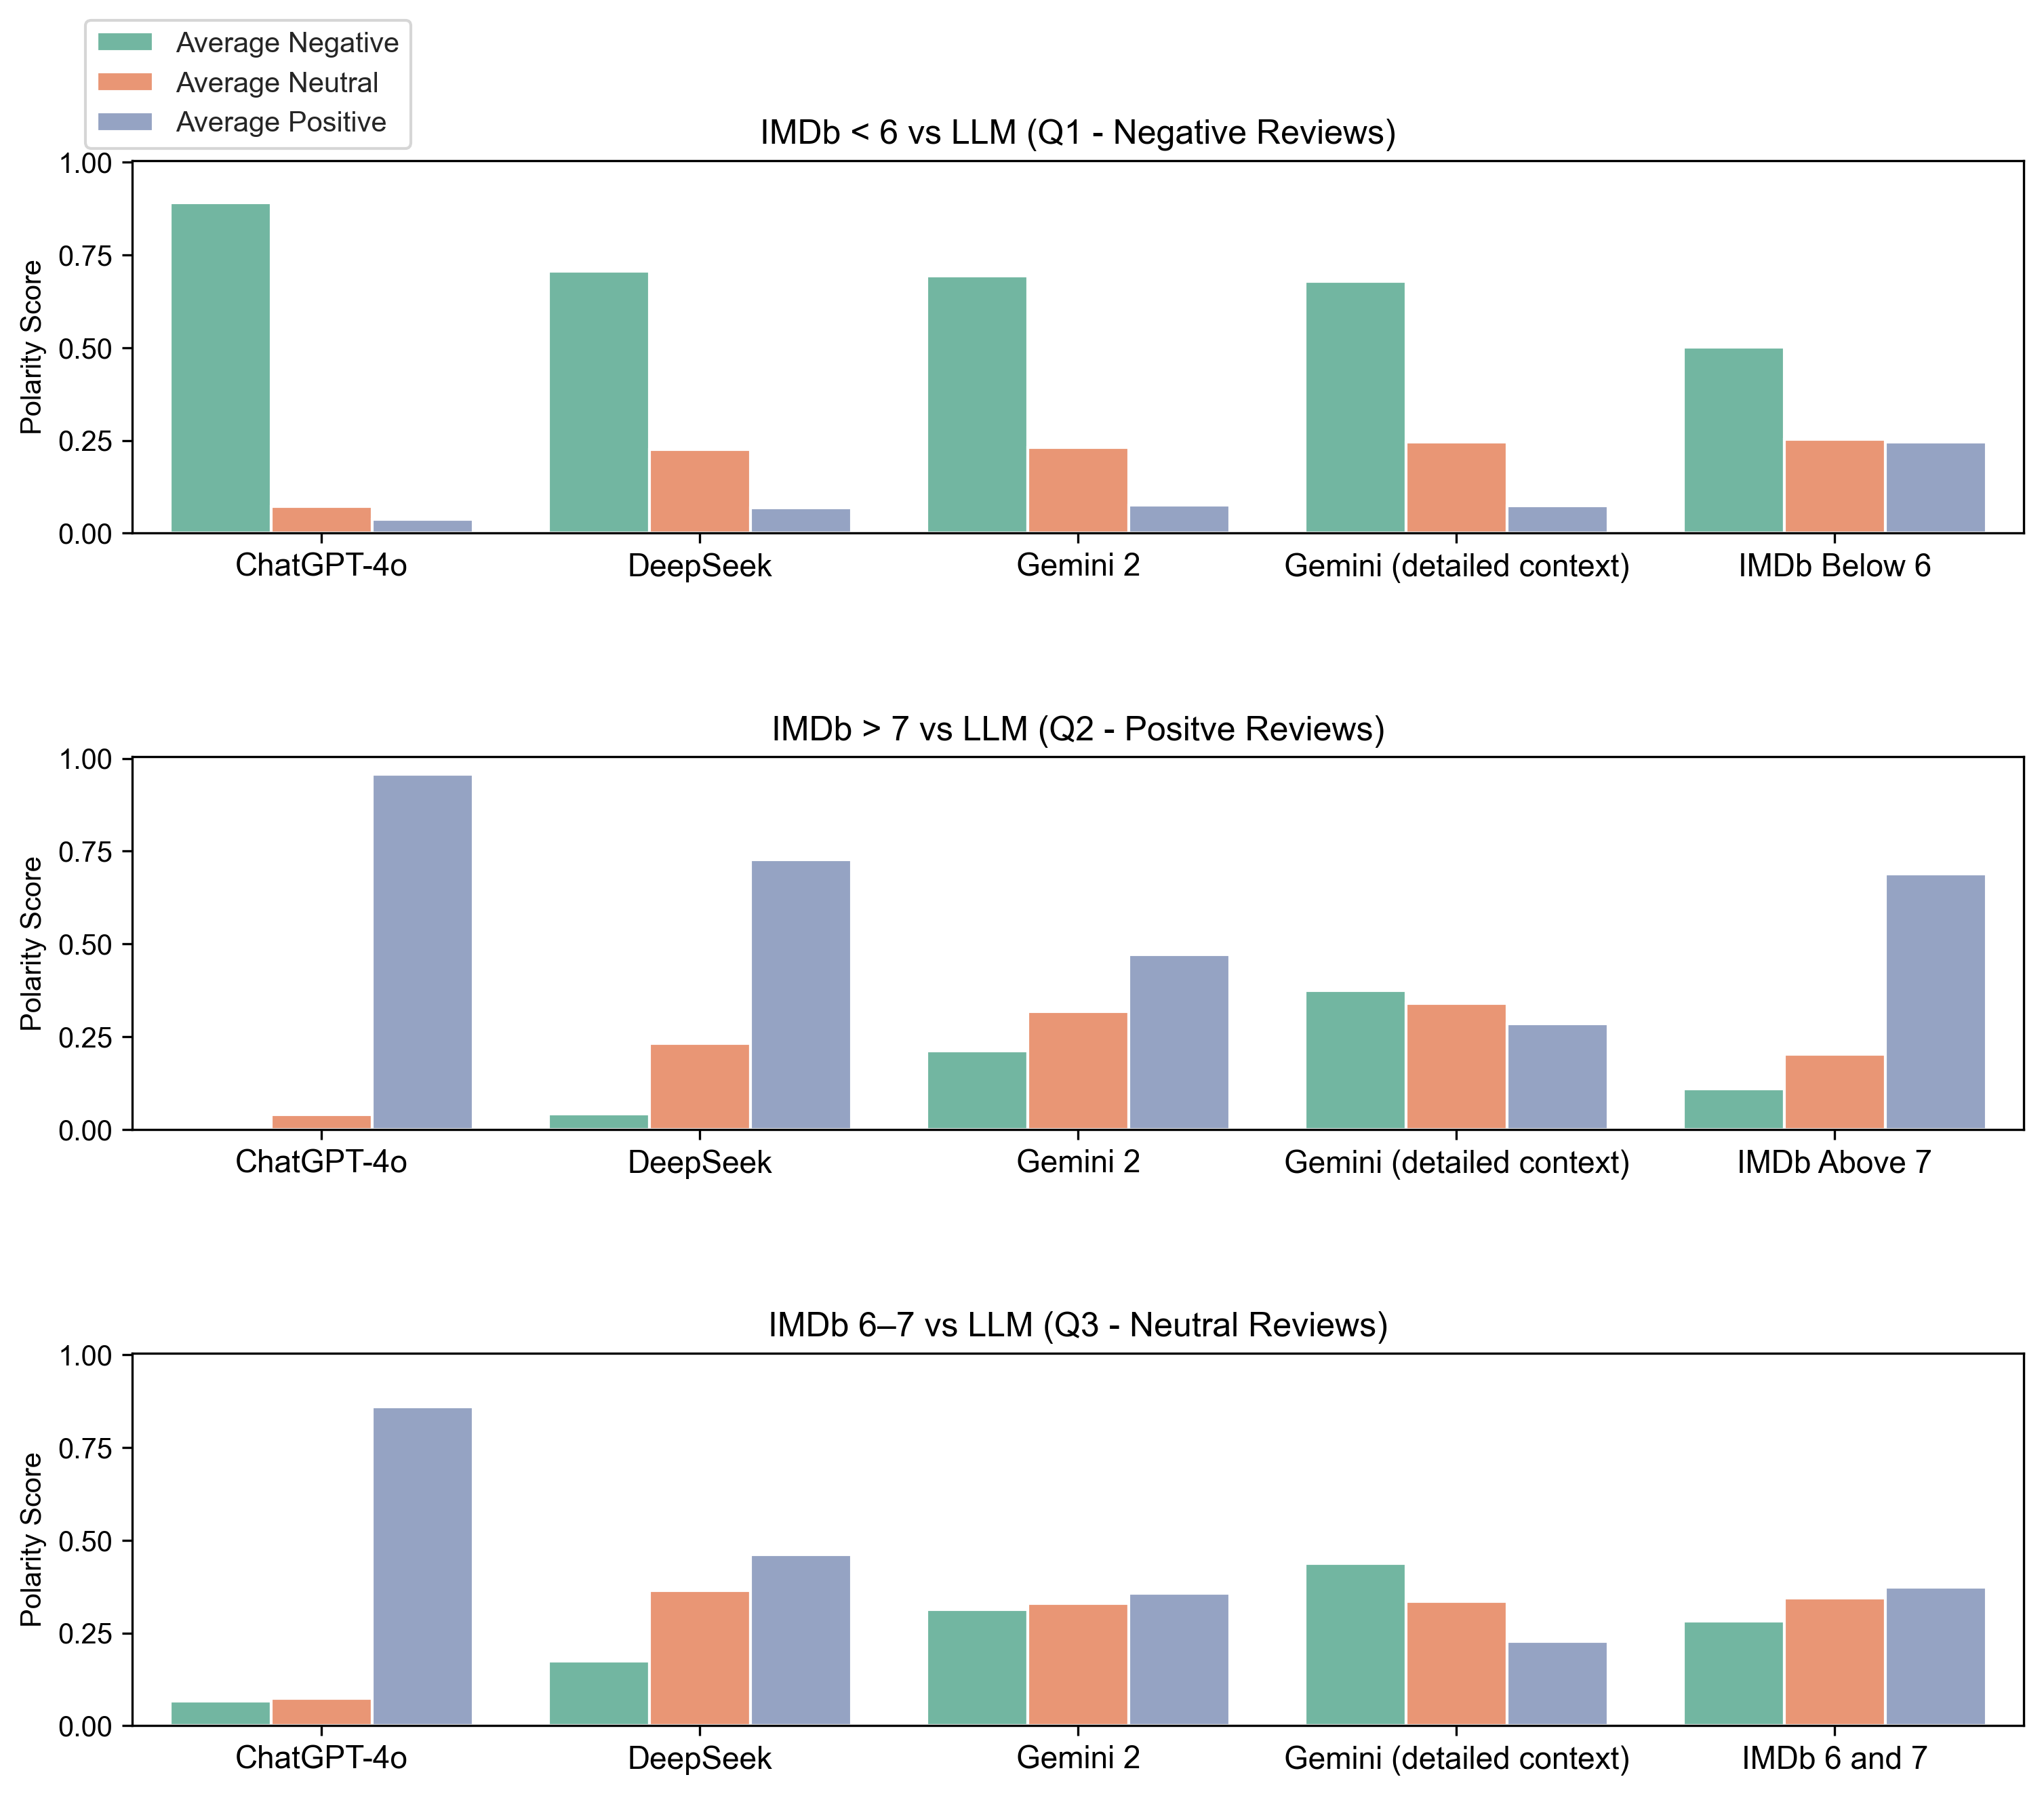 Average Negative
Average Neutral
Average Positive
IMDb < 6 vs LLM (Q1 - Negative Reviews)
Polarity Score
1.00
0.75
0.50
0.25
0.00
ChatGPT-4o DeepSeek Gemini 2 Gemini (detailed context) IMDb Below 6
IMDb > 7 vs LLM (Q2 - Positve Reviews)
Polarity Score
1.00
0.75
0.50
0.25
0.00
ChatGPT-4o DeepSeek Gemini 2 Gemini (detailed context) IMDb Above 7
IMDb 6–7 vs LLM (Q3 - Neutral Reviews)
Polarity Score
1.00
0.75
0.50
0.25
0.00
ChatGPT-4o DeepSeek Gemini 2 Gemini (detailed context) IMDb 6 and 7